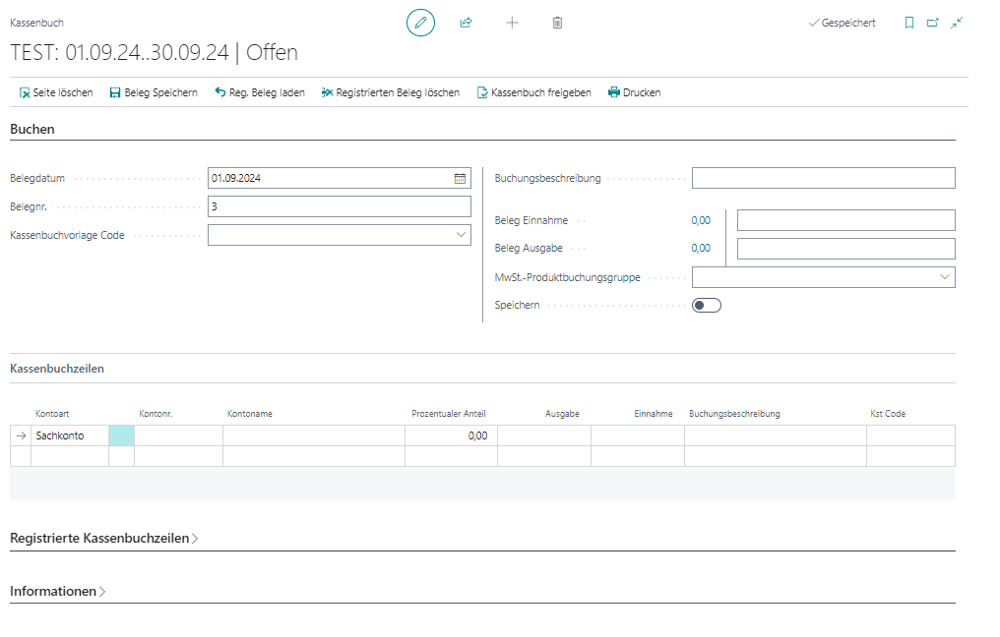 Kassenbuch
Gespeichert
TEST: 01.09.24..30.09.24 | Offen
Seite löschen Beleg Speichern Reg. Beleg laden Registrierten Beleg löschen Kassenbuch freigeben Drucken
Buchen
Belegdatum 01.09.2024
Belegnr. 3
Kassenbuchvorlage Code
Buchungsbeschreibung
Beleg Einnahme 0,00
Beleg Ausgabe 0,00
MwSt.-Produktbuchungsgruppe
Speichern
Kassenbuchzeilen
Kontoart Kontonr. Kontoname Prozentualer Anteil Ausgabe Einnahme Buchungsbeschreibung Kst Code
Sachkonto 0,00
Registrierte Kassenbuchzeilen
Informationen